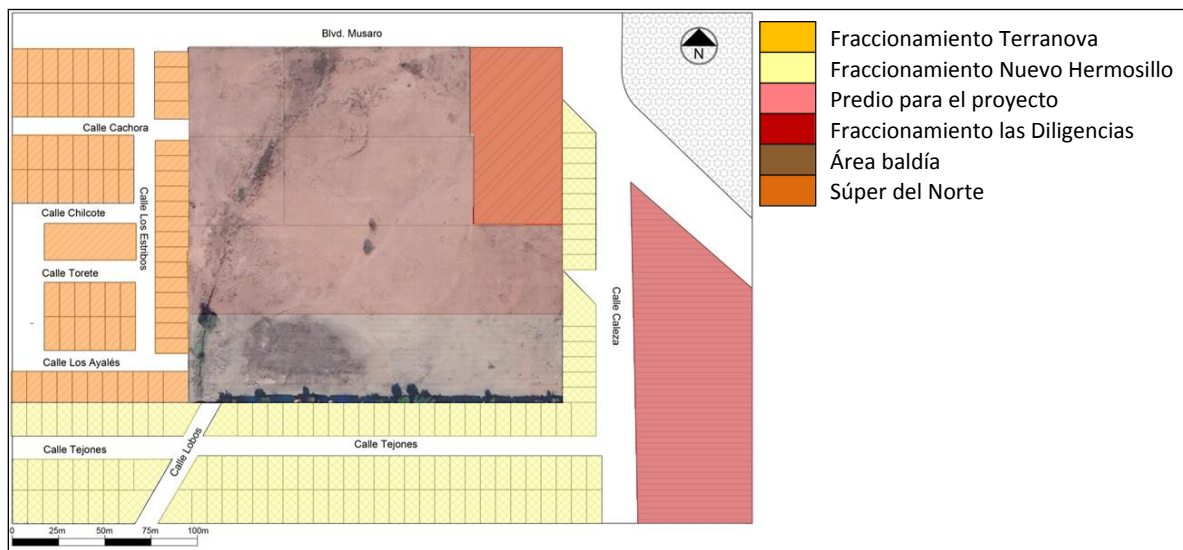 Blvd. Musaro
N
Calle Cachora
Calle Los Estribos
Calle Chilcote
Calle Torete
Calle Los Ayalés
Calle Caleza
Calle Tejones
Calle Lobos
Calle Tejones
0 25m 50m 75m 100m
Fraccionamiento Terranova
Fraccionamiento Nuevo Hermosillo
Predio para el proyecto
Fraccionamiento las Diligencias
Área baldía
Súper del Norte